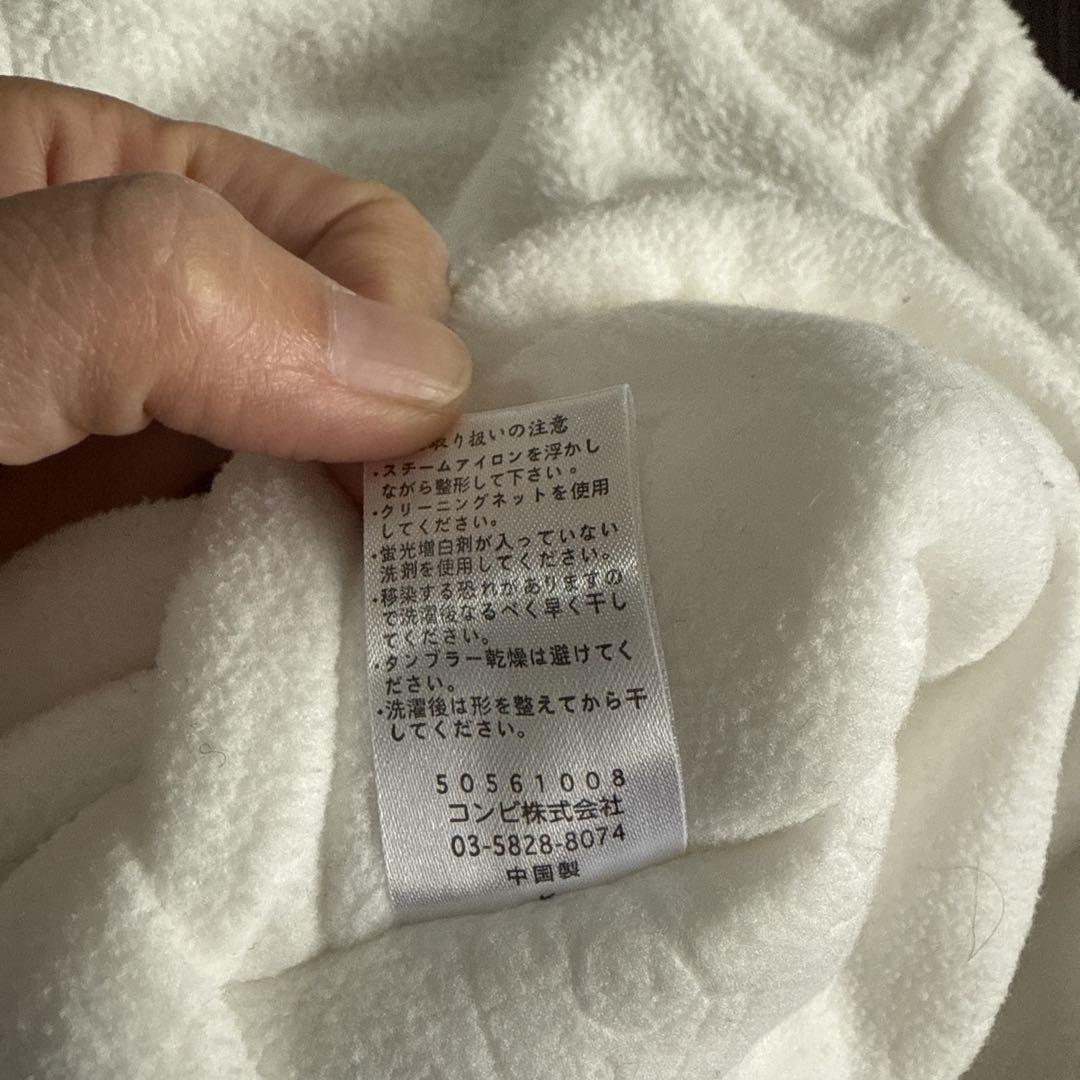 取り扱いの注意
・スチームアイロンを浮かし
ながら整形して下さい。
・クリーニングネットを使用
してください。
・蛍光増白剤が入っていない
洗剤を使用してください。
・移染する恐れがありますの
で洗濯後なるべく早く干し
てください。
・タンブラー乾燥は避けてく
ださい。
・洗濯後は形を整えてから干
してください。
50561008
コンビ株式会社
03-5828-8074
中国製